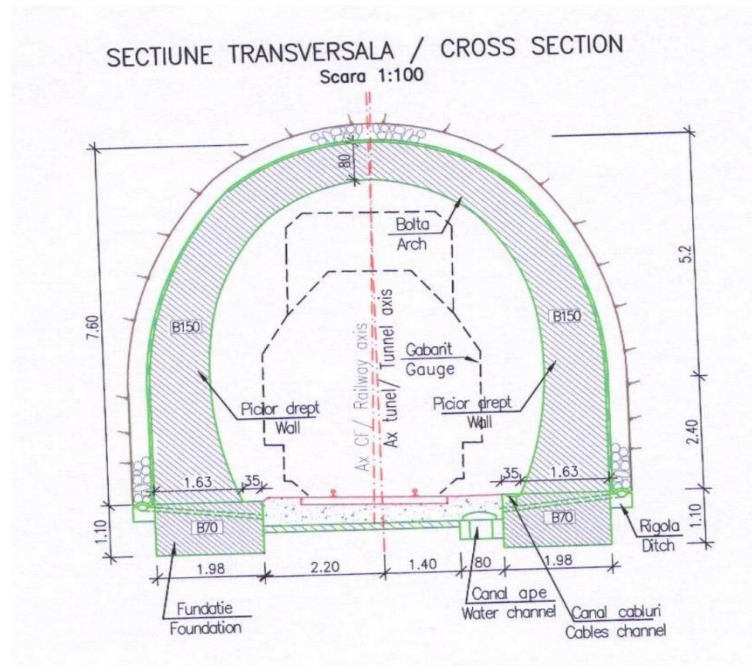 SECTIUNE TRANSVERSALA / CROSS SECTION
Scara 1:100
80
Bolta
Arch
7.60
5.2
B150
B150
Ax CF/ Railway axis
Ax tunel/ Tunnel axis
Gabarit
Gauge
Picior drept
Wall
Picior drept
Wall
2.40
1.63
35
35
1.63
1.10
B70
B70
1.10
Rigola
Ditch
1.98
2.20
1.40
80
1.98
Fundatie
Foundation
Canal ape
Water channel
Canal cabluri
Cables channel